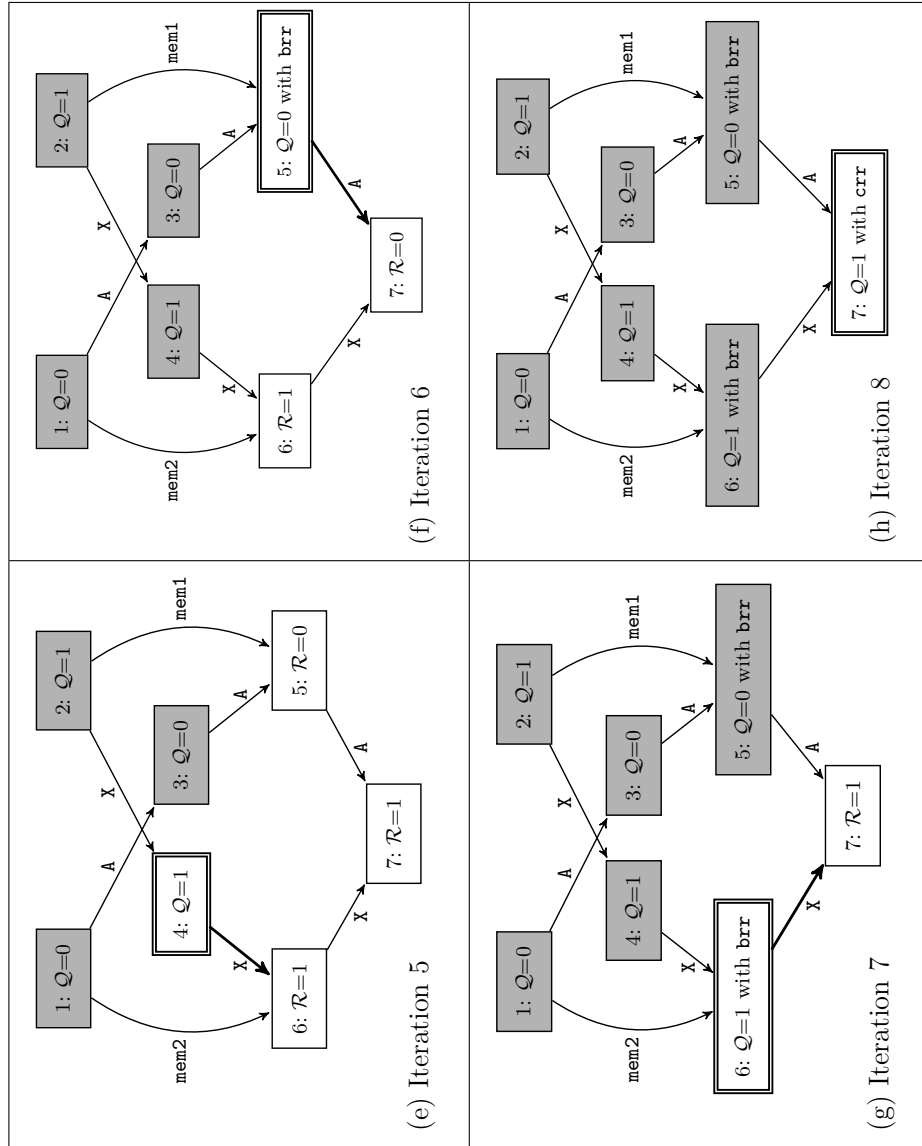 1: 𝒬=0 2: 𝒬=1
A X
mem2 4: 𝒬=1 3: 𝒬=0 mem1
X A
6: ℛ=1 5: ℛ=0
X A
7: ℛ=1
(e) Iteration 5
1: 𝒬=0 2: 𝒬=1
A X
mem2 4: 𝒬=1 3: 𝒬=0 mem1
X A
6: ℛ=1 5: 𝒬=0 with brr
X A
7: ℛ=0
(f) Iteration 6
1: 𝒬=0 2: 𝒬=1
A X
mem2 4: 𝒬=1 3: 𝒬=0 mem1
X A
6: 𝒬=1 with brr 5: 𝒬=0 with brr
X A
7: ℛ=1
(g) Iteration 7
1: 𝒬=0 2: 𝒬=1
A X
mem2 4: 𝒬=1 3: 𝒬=0 mem1
X A
6: 𝒬=1 with brr 5: 𝒬=0 with brr
X A
7: 𝒬=1 with crr
(h) Iteration 8